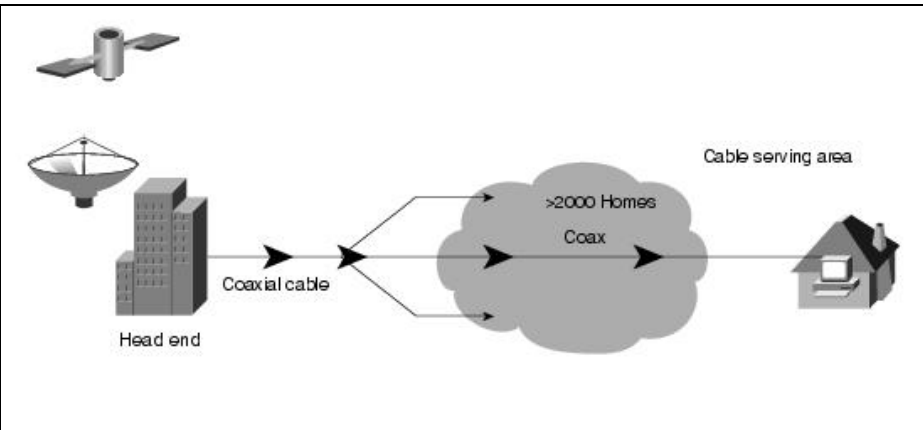 Cable serving area
>2000 Homes
Coax
Coaxial cable
Head end